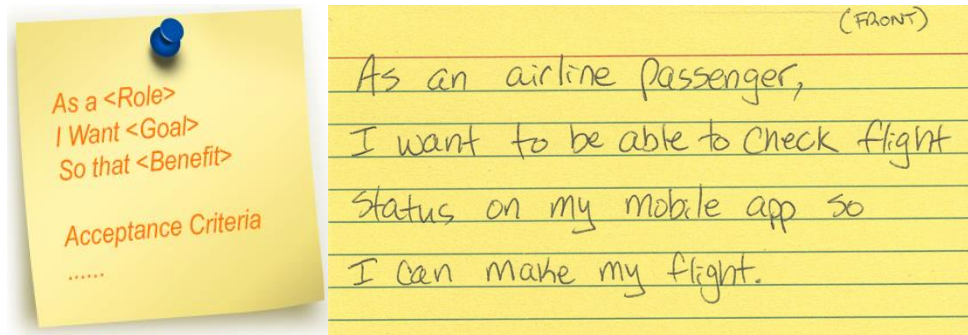 As a <Role>
I Want <Goal>
So that <Benefit>
Acceptance Criteria
......
(FRONT)
As an airline passenger,
I want to be able to check flight
status on my mobile app so
I can make my flight.